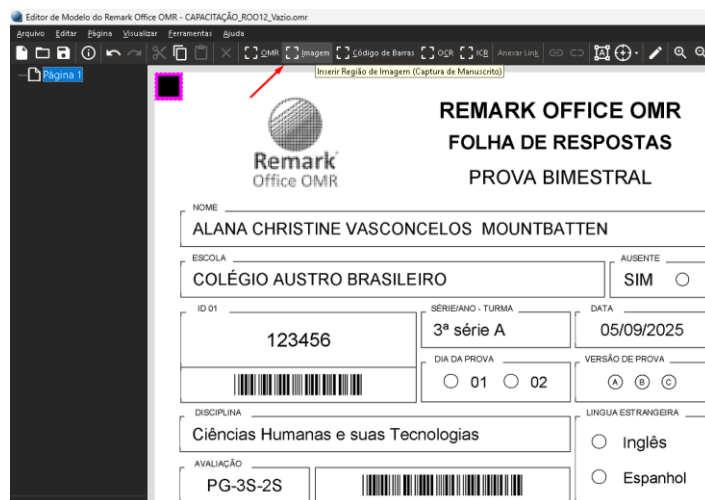 Editor de Modelo do Remark Office OMR - CAPACITAÇÃO_ROO12_Vazio.omr
Arquivo Editar Página Visualizar Ferramentas Ajuda
OMR Imagem Código de Barras OCR ICR Anexar Link
Inserir Região de Imagem (Captura de Manuscrito)
Página 1
REMARK OFFICE OMR
FOLHA DE RESPOSTAS
PROVA BIMESTRAL
Remark
Office OMR
NOME
ALANA CHRISTINE VASCONCELOS MOUNTBATTEN
ESCOLA
COLÉGIO AUSTRO BRASILEIRO
AUSENTE
SIM
ID 01
123456
SÉRIE/ANO - TURMA
3ª série A
DATA
05/09/2025
DIA DA PROVA
01 02
VERSÃO DE PROVA
A B C
DISCIPLINA
Ciências Humanas e suas Tecnologias
LINGUA ESTRANGEIRA
Inglês
Espanhol
AVALIAÇÃO
PG-3S-2S